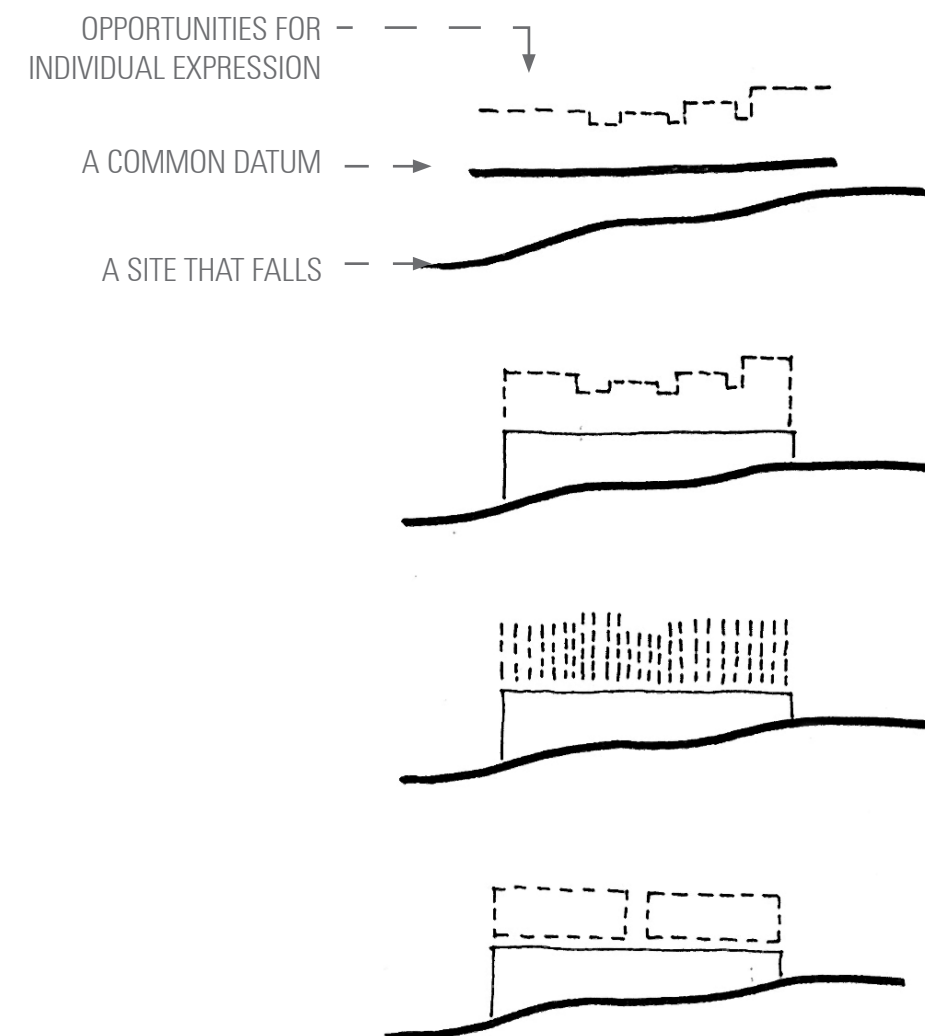 OPPORTUNITIES FOR
INDIVIDUAL EXPRESSION
A COMMON DATUM
A SITE THAT FALLS